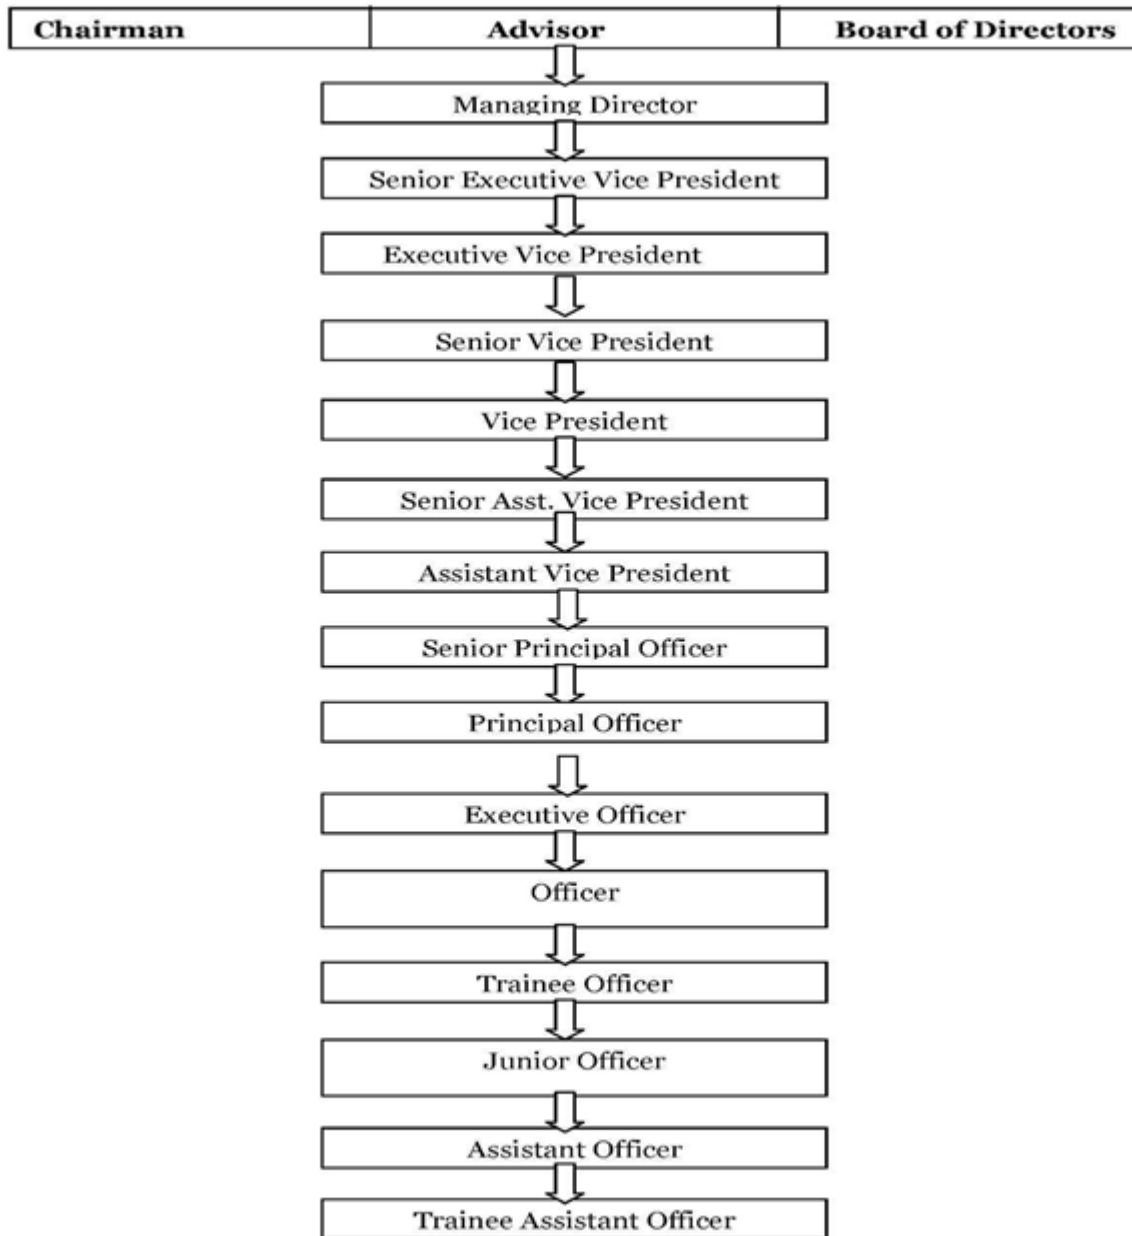 Chairman Advisor Board of Directors
Managing Director
Senior Executive Vice President
Executive Vice President
Senior Vice President
Vice President
Senior Asst. Vice President
Assistant Vice President
Senior Principal Officer
Principal Officer
Executive Officer
Officer
Trainee Officer
Junior Officer
Assistant Officer
Trainee Assistant Officer